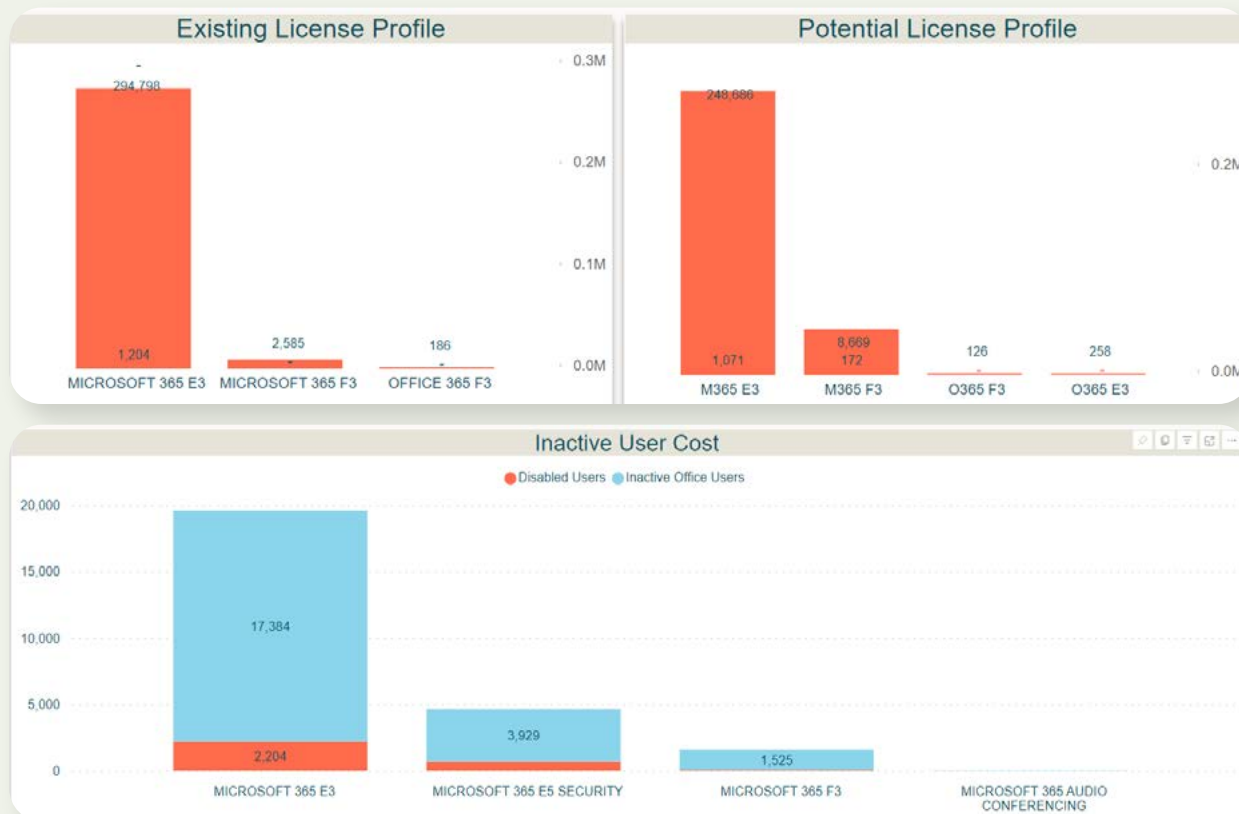 Existing License Profile
-
294,798
1,204
2,585
-
186
-
0.3M
0.2M
0.1M
0.0M
MICROSOFT 365 E3 MICROSOFT 365 F3 OFFICE 365 F3
Potential License Profile
248,686
1,071
8,669
172
126
-
258
-
0.2M
0.0M
M365 E3 M365 F3 O365 F3 O365 E3
Inactive User Cost
Disabled Users Inactive Office Users
20,000
15,000
10,000
5,000
0
17,384
2,204
3,929
1,525
MICROSOFT 365 E3 MICROSOFT 365 E5 SECURITY MICROSOFT 365 F3 MICROSOFT 365 AUDIO
CONFERENCING